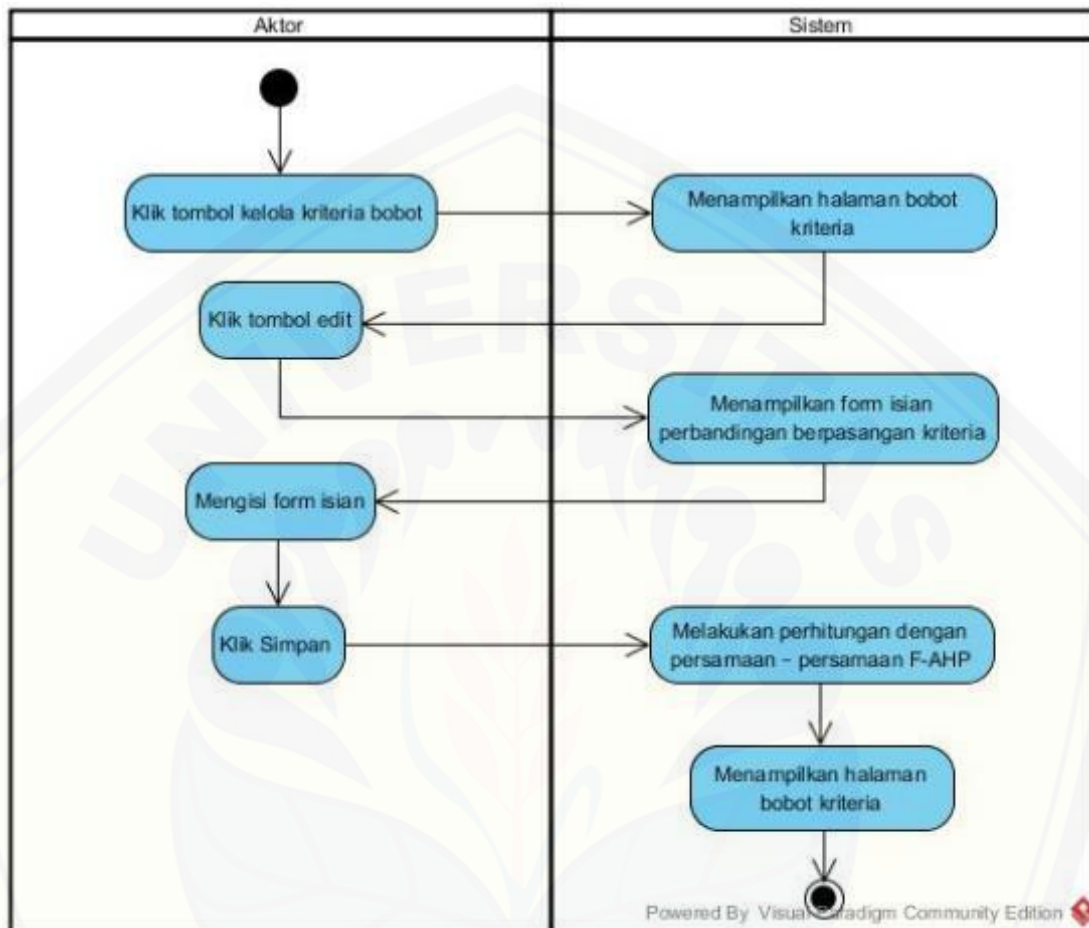 Aktor
Sistem
Klik tombol kelola kriteria bobot
Menampilkan halaman bobot
kriteria
Klik tombol edit
Menampilkan form isian
perbandingan berpasangan kriteria
Mengisi form isian
Klik Simpan
Melakukan perhitungan dengan
persamaan – persamaan F-AHP
Menampilkan halaman
bobot kriteria
UNIVERSITAS
Powered By Visual Paradigm Community Edition